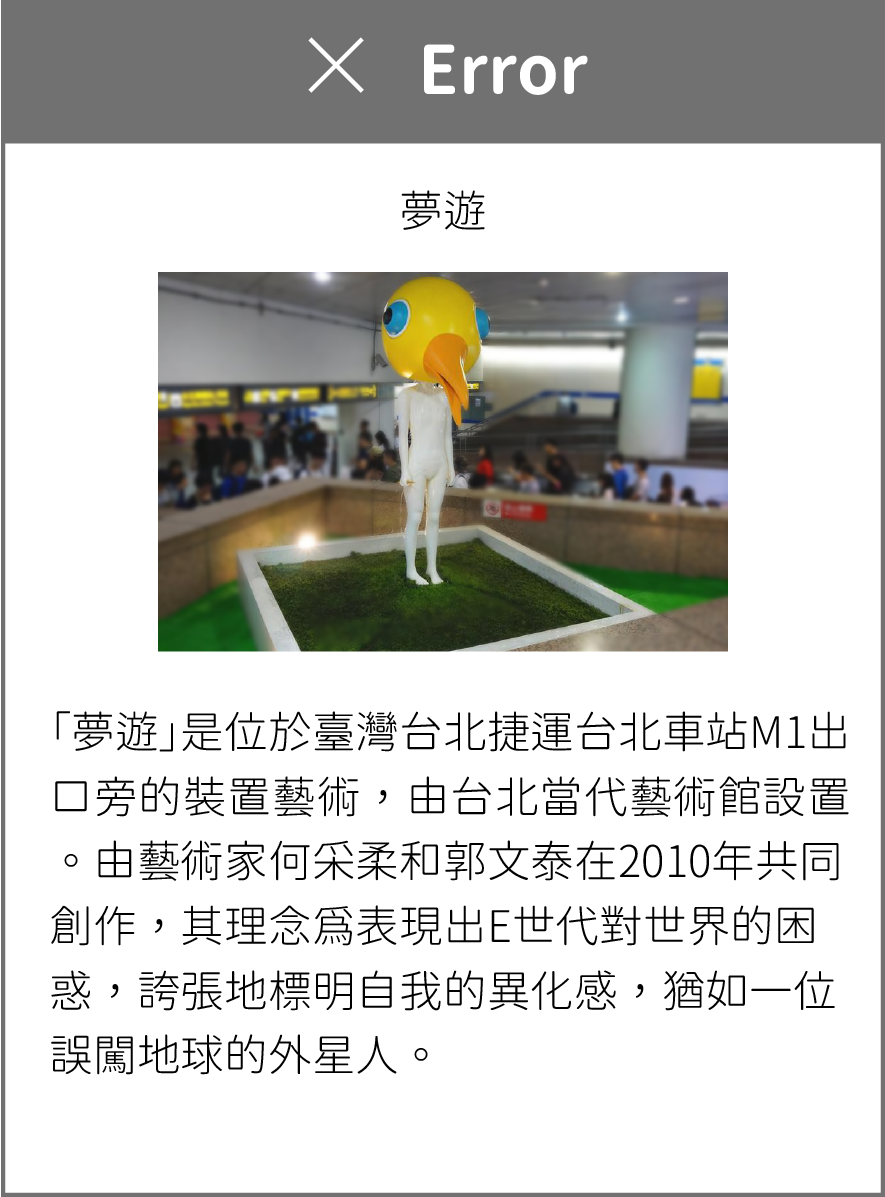 × Error
夢遊
「夢遊」是位於臺灣台北捷運台北車站M1出
口旁的裝置藝術，由台北當代藝術館設置
。由藝術家何采柔和郭文泰在2010年共同
創作，其理念為表現出E世代對世界的困
惑，誇張地標明自我的異化感，猶如一位
誤闖地球的外星人。